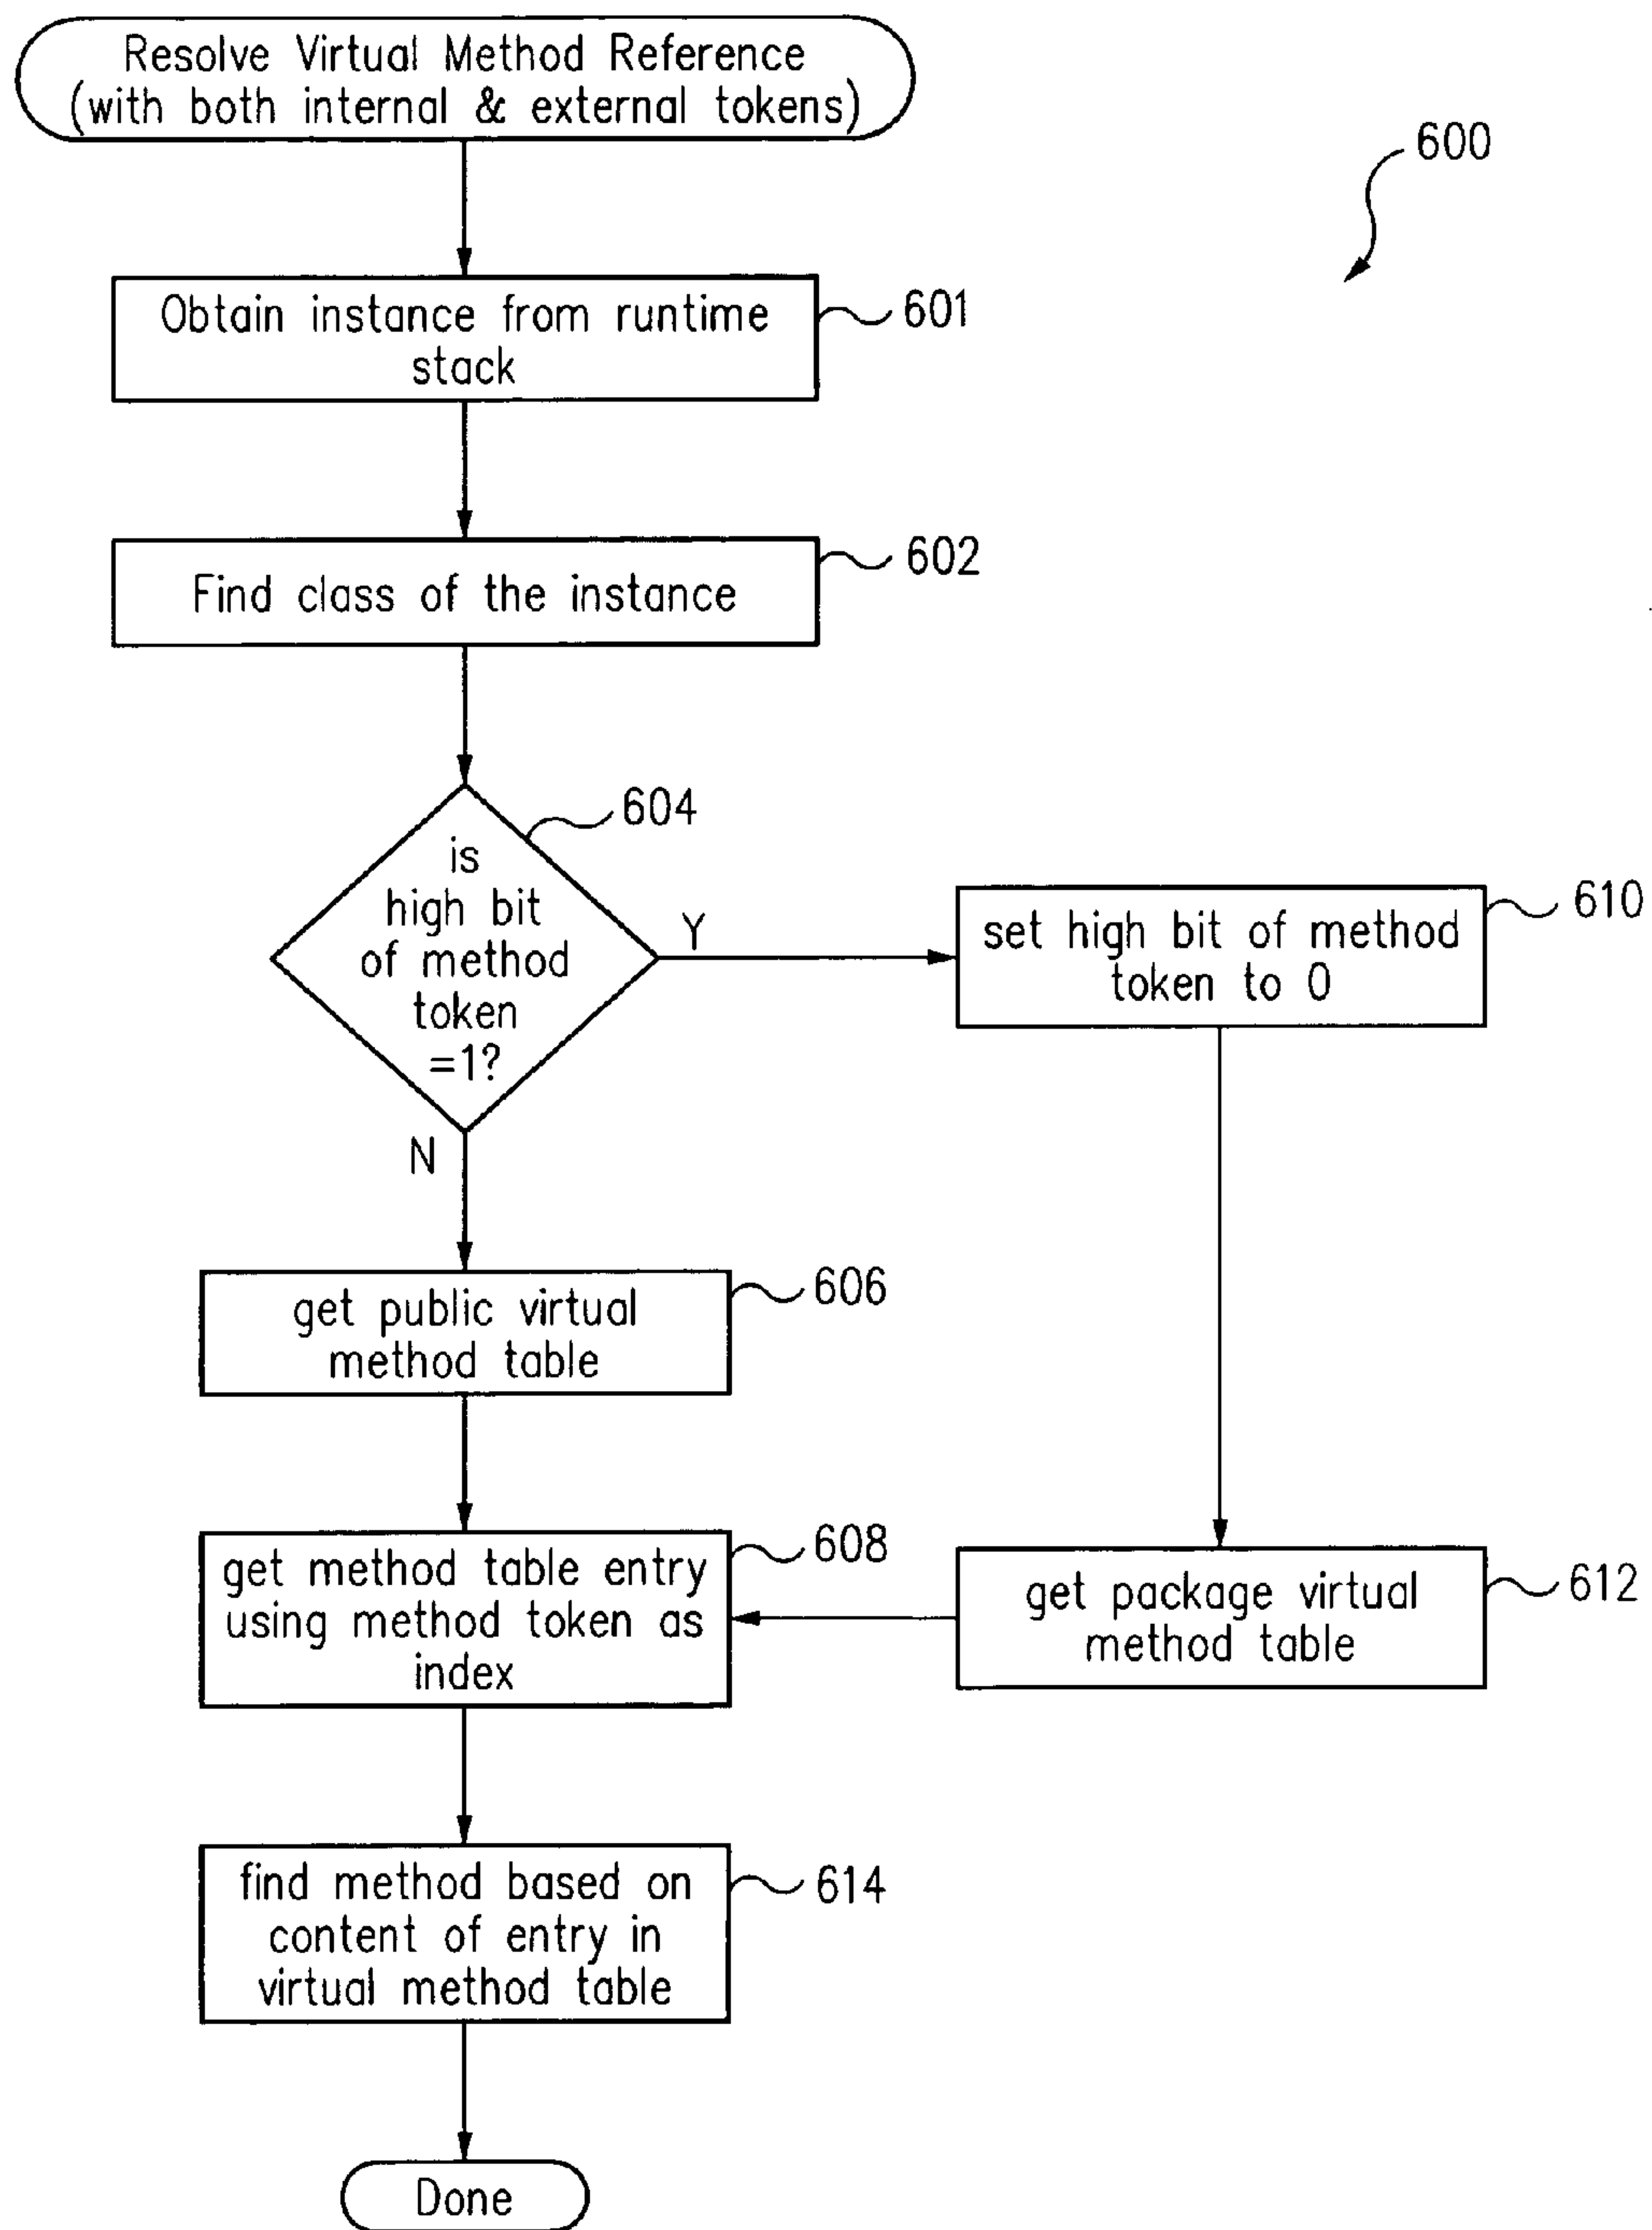 Resolve Virtual Method Reference
(with both internal & external tokens)
600
Obtain instance from runtime
stack
601
Find class of the instance
602
is
high bit
of method
token
=1?
604
Y
N
set high bit of method
token to 0
610
get public virtual
method table
606
get method table entry
using method token as
index
608
get package virtual
method table
612
find method based on
content of entry in
virtual method table
614
Done